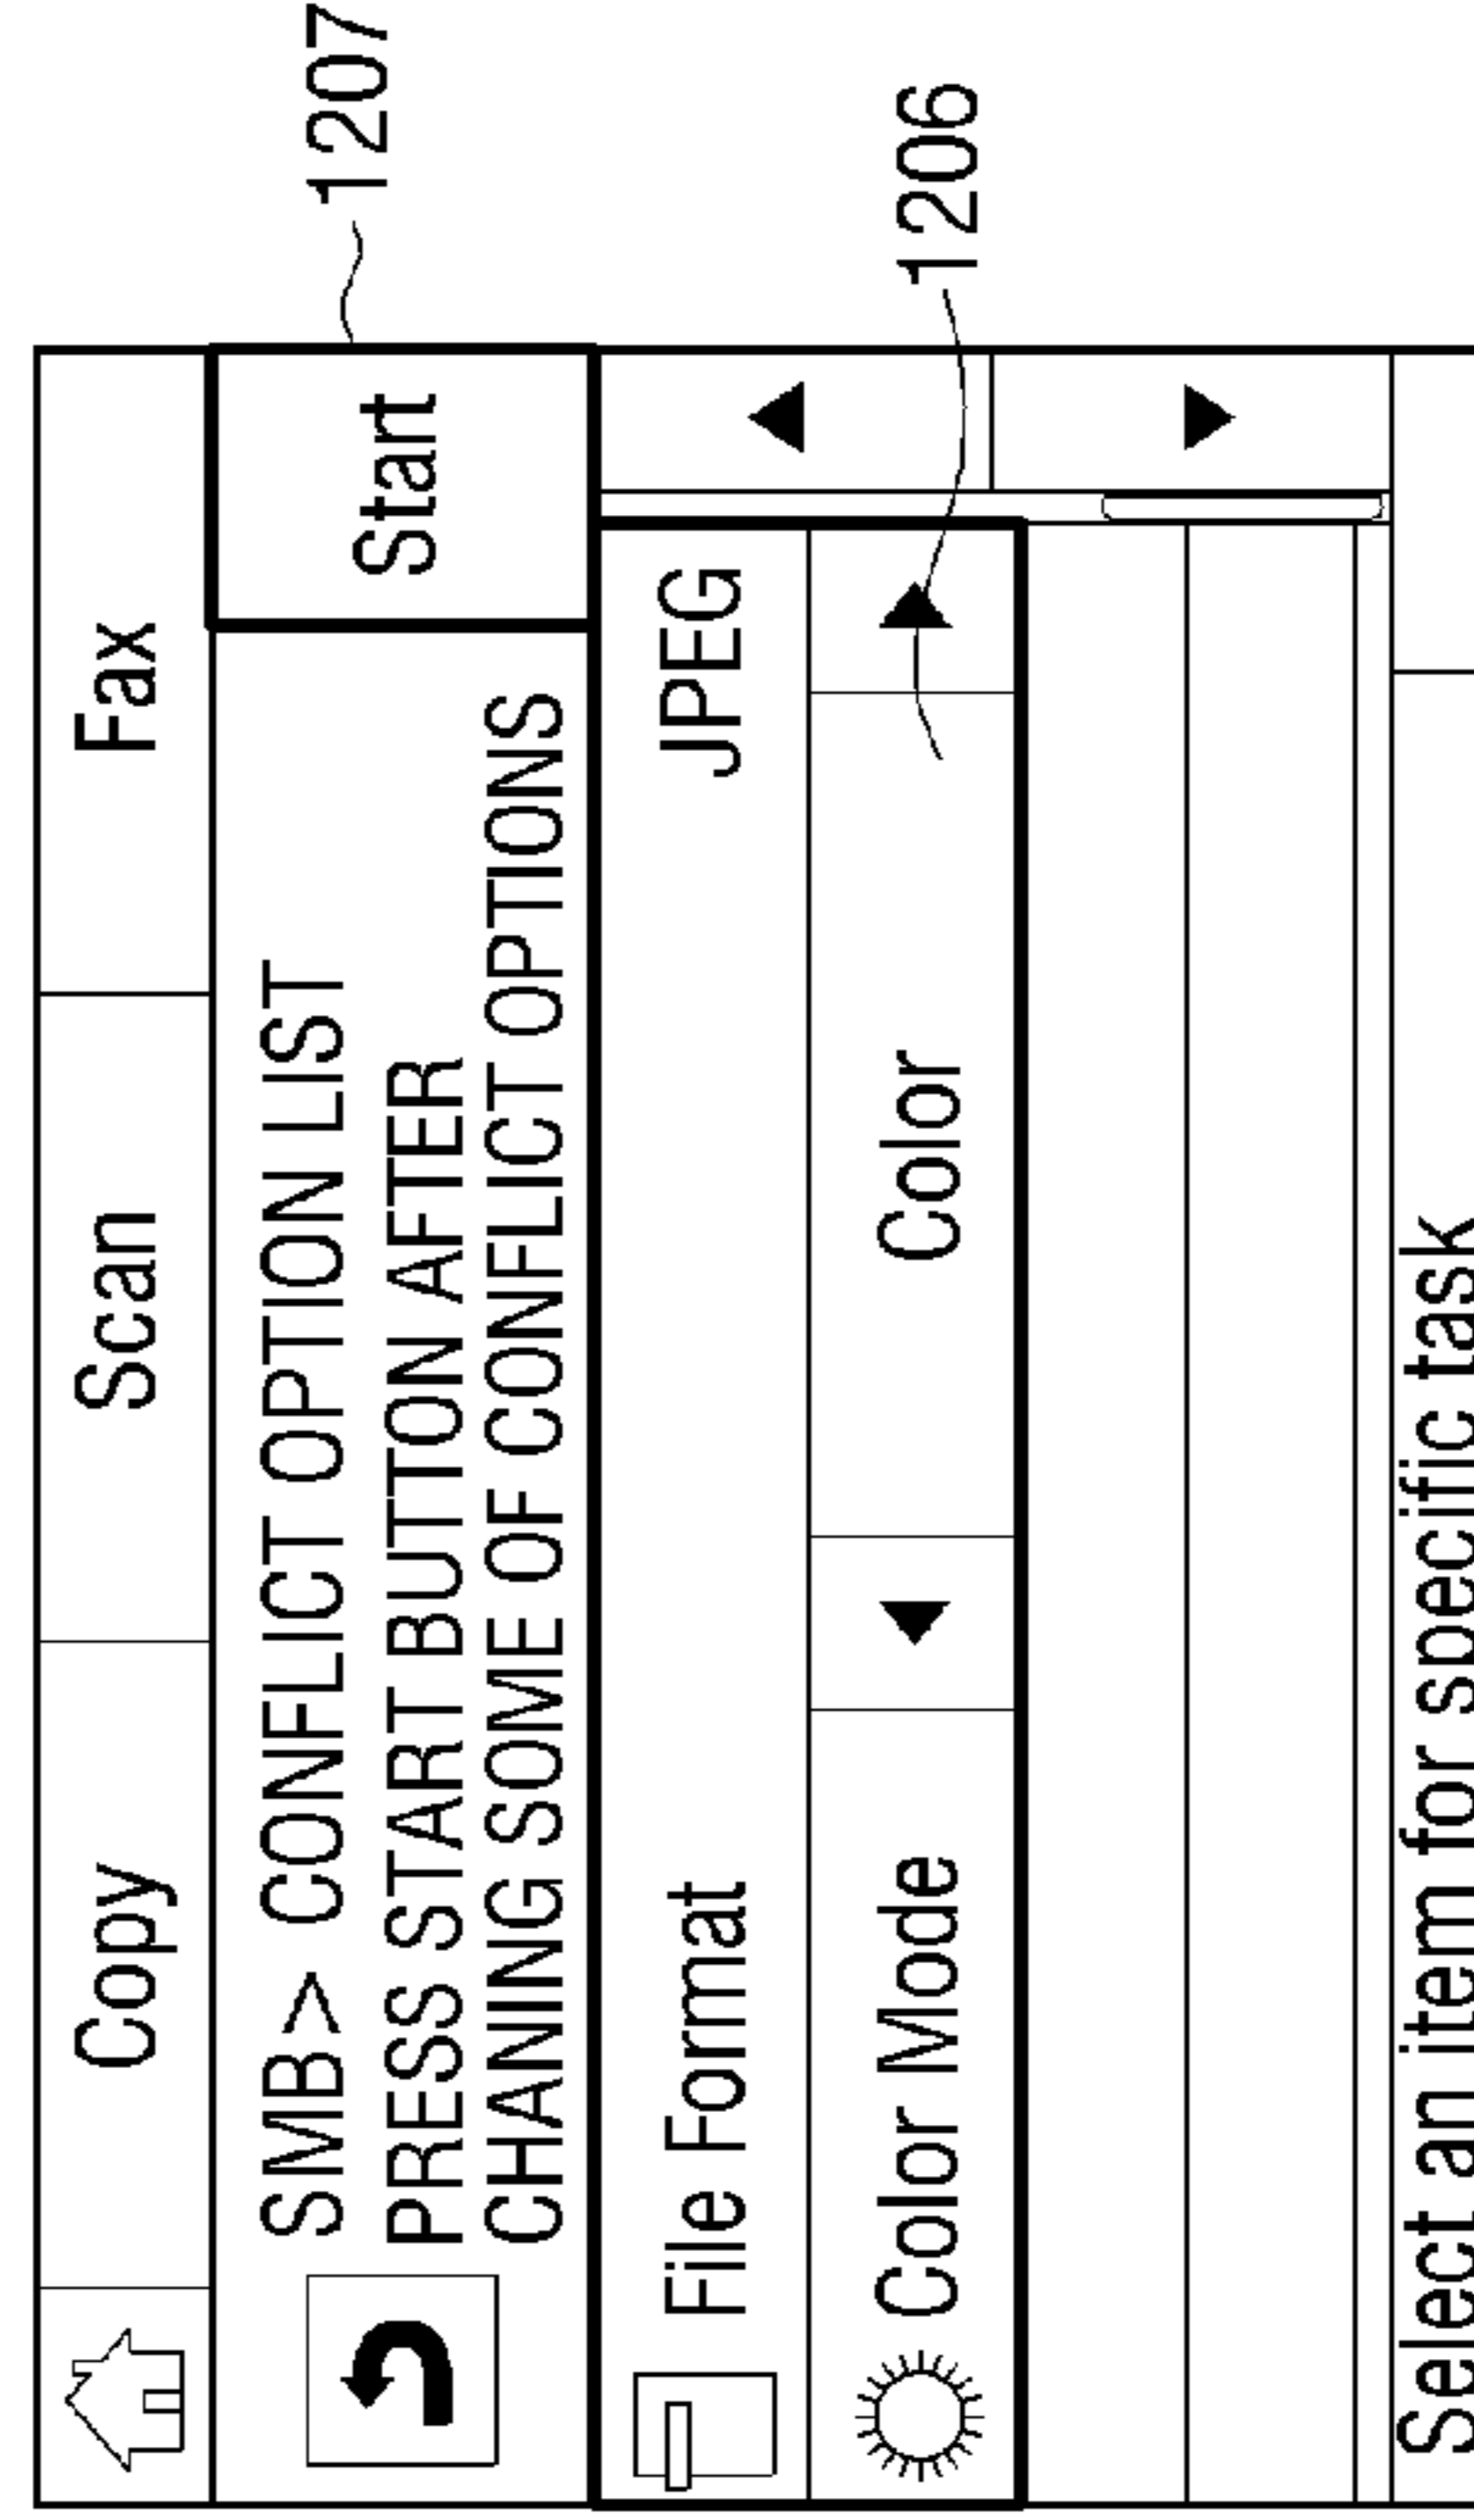 Copy Scan Fax
SMB > CONFLICT OPTION LIST
PRESS START BUTTON AFTER
CHANING SOME OF CONFLICT OPTIONS
Start
1207
File Format JPEG
Color Mode Color
1206
Select an item for specific task